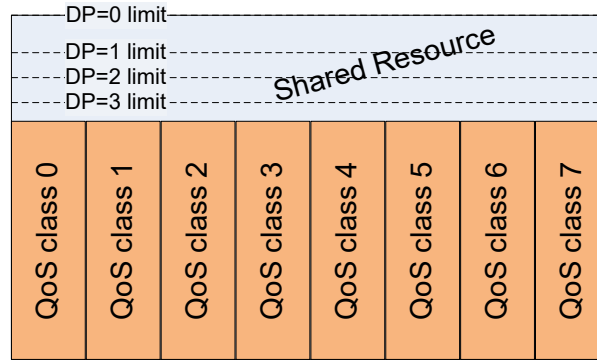 DP=0 limit
DP=1 limit
DP=2 limit
DP=3 limit
Shared Resource
QoS class 0
QoS class 1
QoS class 2
QoS class 3
QoS class 4
QoS class 5
QoS class 6
QoS class 7